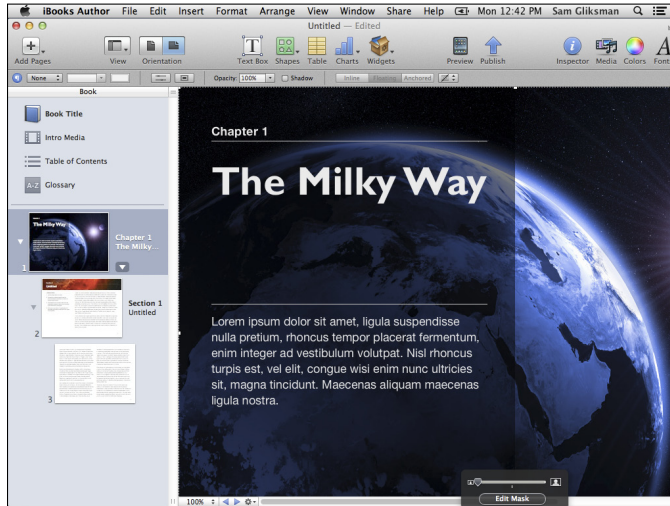 iBooks Author File Edit Insert Format Arrange View Window Share Help Mon 12:42 PM Sam Gliksman
Untitled — Edited
Add Pages View Orientation Text Box Shapes Table Charts Widgets Preview Publish Inspector Media Colors Font
None Opacity: 100% Shadow Inline Floating Anchored
Book
Book Title
Intro Media
Table of Contents
A-Z Glossary
Chapter 1
The Milky...
1
Section 1
Untitled
2
3
Chapter 1
The Milky Way
Lorem ipsum dolor sit amet, ligula suspendisse
nulla pretium, rhoncus tempor placerat fermentum,
enim integer ad vestibulum volutpat. Nisl rhoncus
turpis est, vel elit, congue wisi enim nunc ultricies
sit, magna tincidunt. Maecenas aliquam maecenas
ligula nostra.
Edit Mask
100%